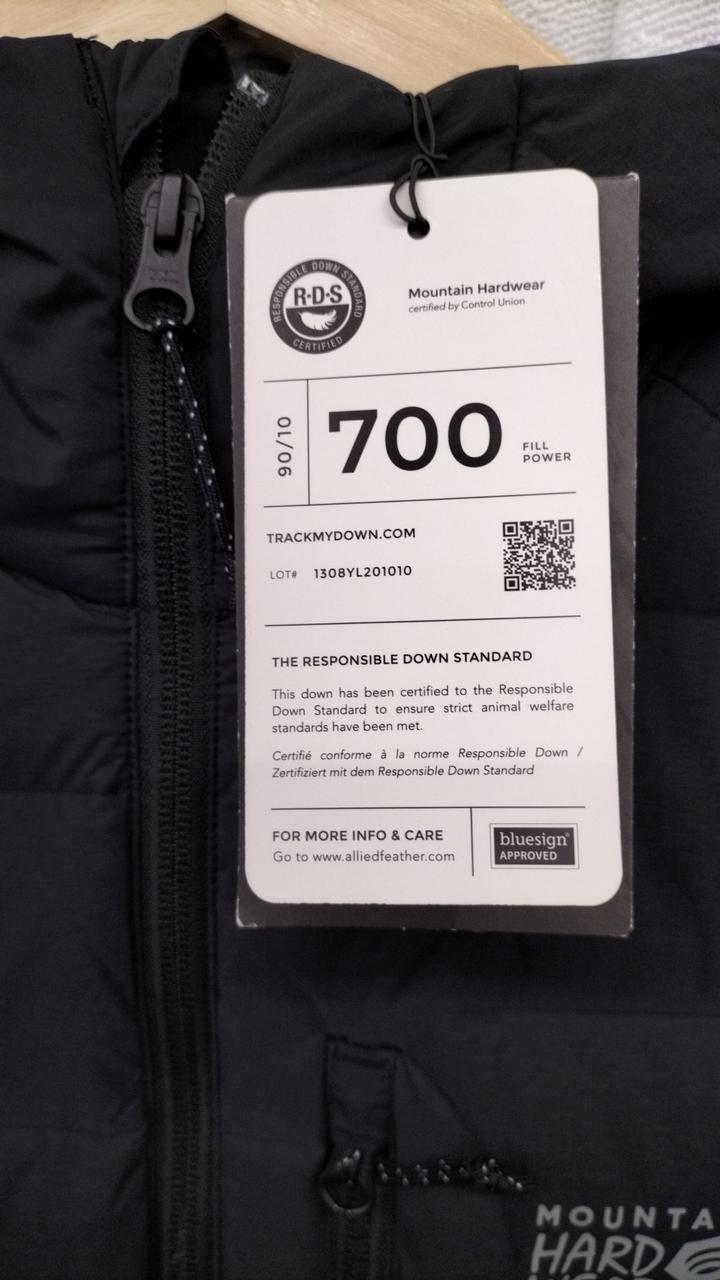 RESPONSIBLE DOWN STANDARD
R·D·S
CERTIFIED
Mountain Hardwear
certified by Control Union
90/10
700
FILL
POWER
TRACKMYDOWN.COM
LOT# 1308YL201010
THE RESPONSIBLE DOWN STANDARD
This down has been certified to the Responsible
Down Standard to ensure strict animal welfare
standards have been met.
Certifié conforme à la norme Responsible Down /
Zertifiziert mit dem Responsible Down Standard
FOR MORE INFO & CARE
Go to www.alliedfeather.com
bluesign®
APPROVED
MOUNTA
HARD